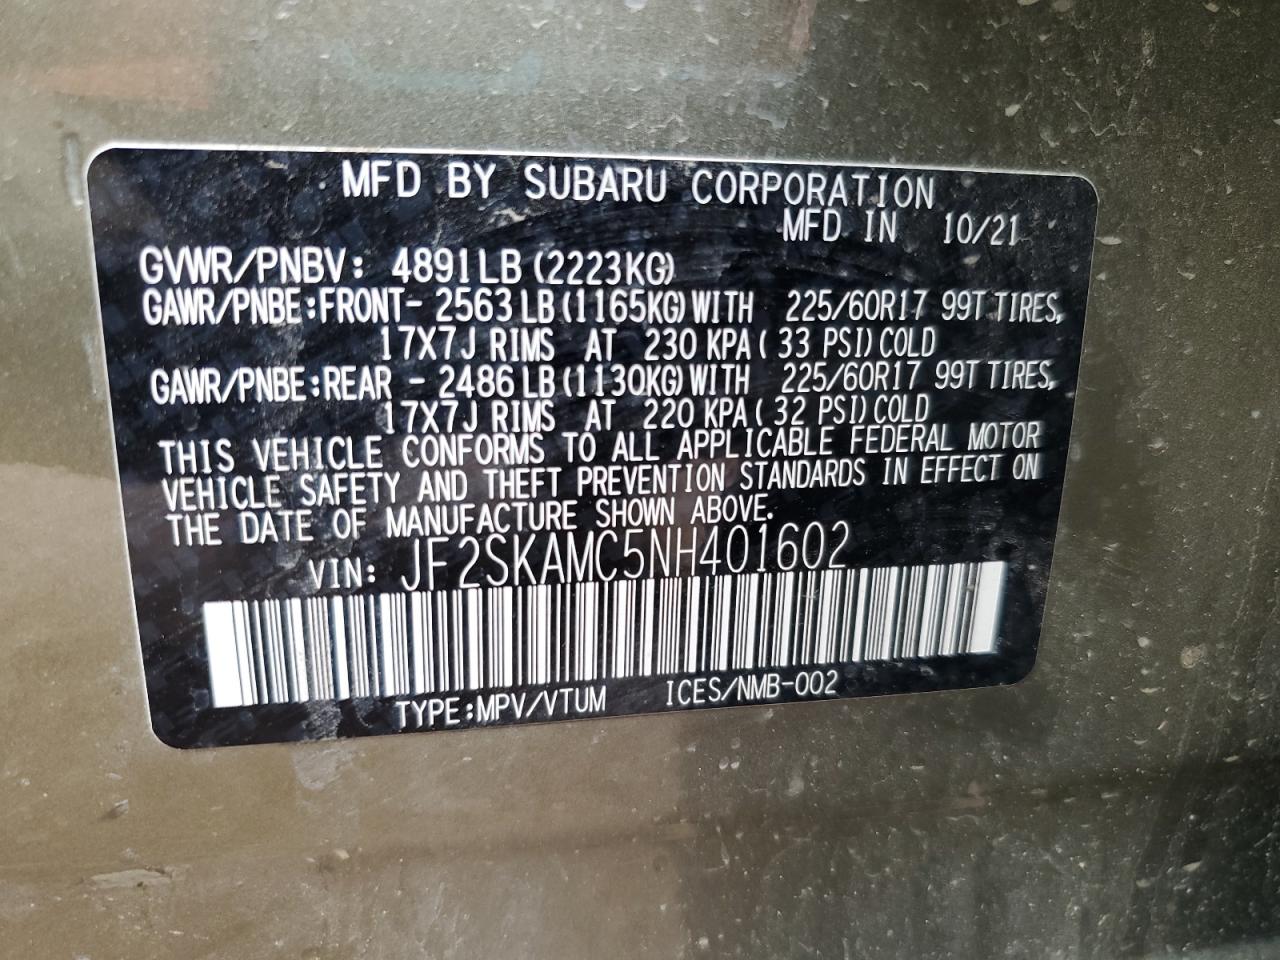 MFD BY SUBARU CORPORATION
MFD IN 10/21
GVWR/PNBV: 4891LB (2223KG)
GAWR/PNBE:FRONT- 2563 LB (1165KG) WITH 225/60R17 99T TIRES,
17X7J RIMS AT 230 KPA ( 33 PSI) COLD
GAWR/PNBE:REAR - 2486 LB (1130KG) WITH 225/60R17 99T TIRES,
17X7J RIMS AT 220 KPA ( 32 PSI) COLD
THIS VEHICLE CONFORMS TO ALL APPLICABLE FEDERAL MOTOR
VEHICLE SAFETY AND THEFT PREVENTION STANDARDS IN EFFECT ON
THE DATE OF MANUFACTURE SHOWN ABOVE.
VIN: JF2SKAMC5NH401602
TYPE:MPV/VTUM ICES/NMB-002